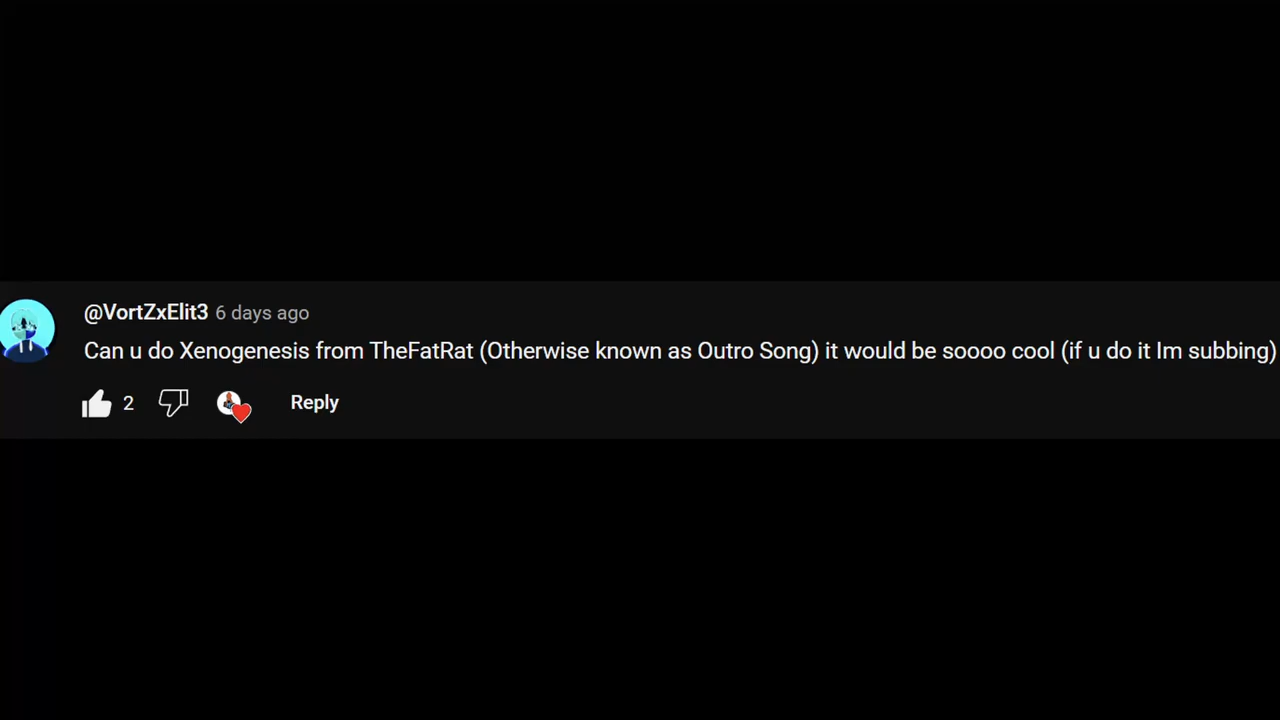 @VortZxElit3 6 days ago
Can u do Xenogenesis from TheFatRat (Otherwise known as Outro Song) it would be soooo cool (if u do it Im subbing)
2 Reply